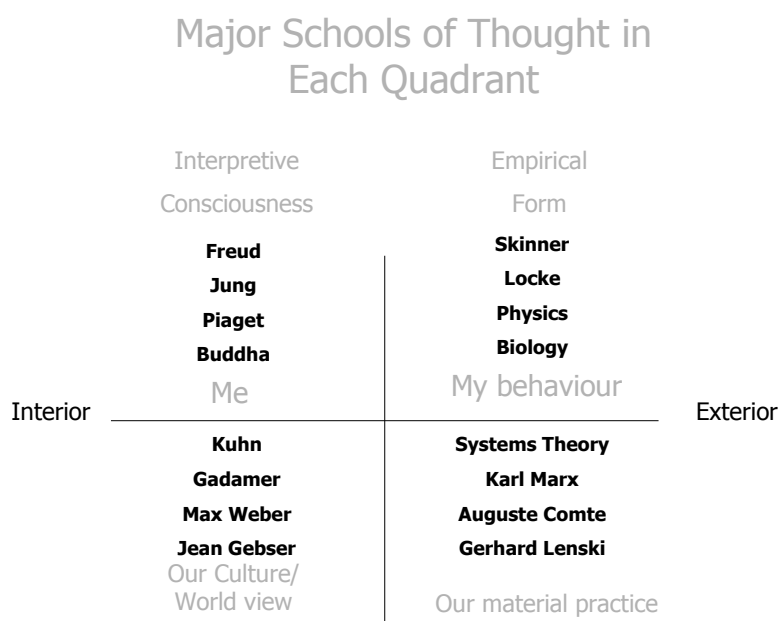 Major Schools of Thought in
Each Quadrant
Interpretive
Consciousness
Freud
Jung
Piaget
Buddha
Me
Empirical
Form
Skinner
Locke
Physics
Biology
My behaviour
Interior
Exterior
Kuhn
Gadamer
Max Weber
Jean Gebser
Our Culture/
World view
Systems Theory
Karl Marx
Auguste Comte
Gerhard Lenski
Our material practice